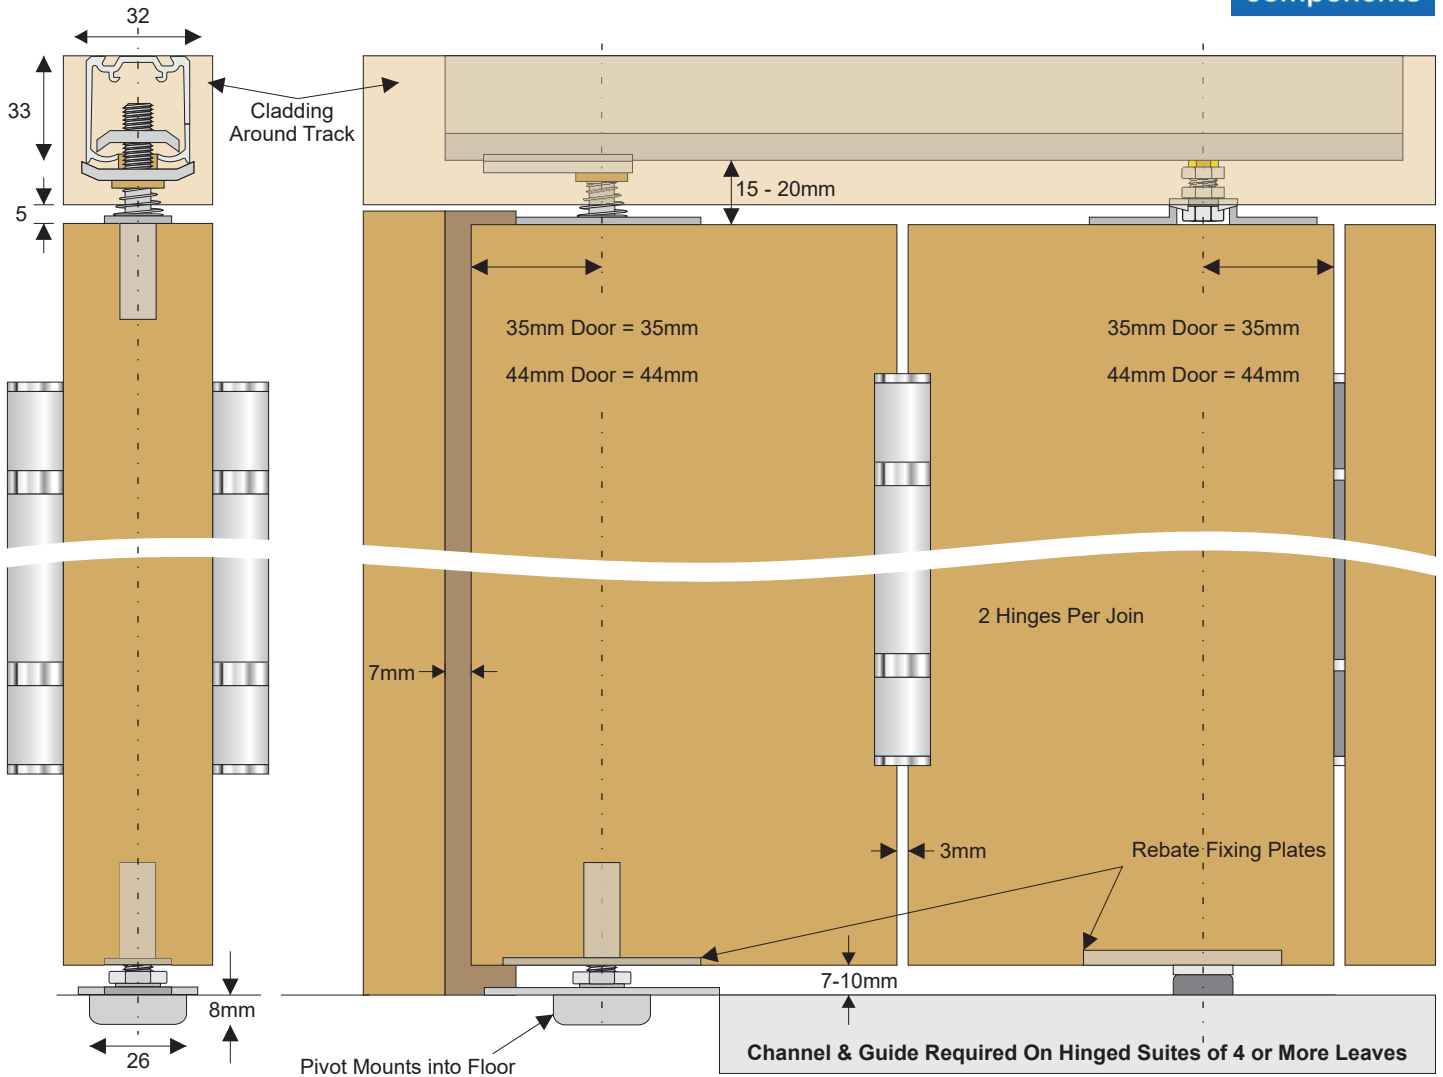 components
32
33
5
Cladding
Around Track
15 - 20mm
35mm Door = 35mm
44mm Door = 44mm
35mm Door = 35mm
44mm Door = 44mm
2 Hinges Per Join
7mm
3mm
Rebate Fixing Plates
7-10mm
8mm
26
Pivot Mounts into Floor
Channel & Guide Required On Hinged Suites of 4 or More Leaves